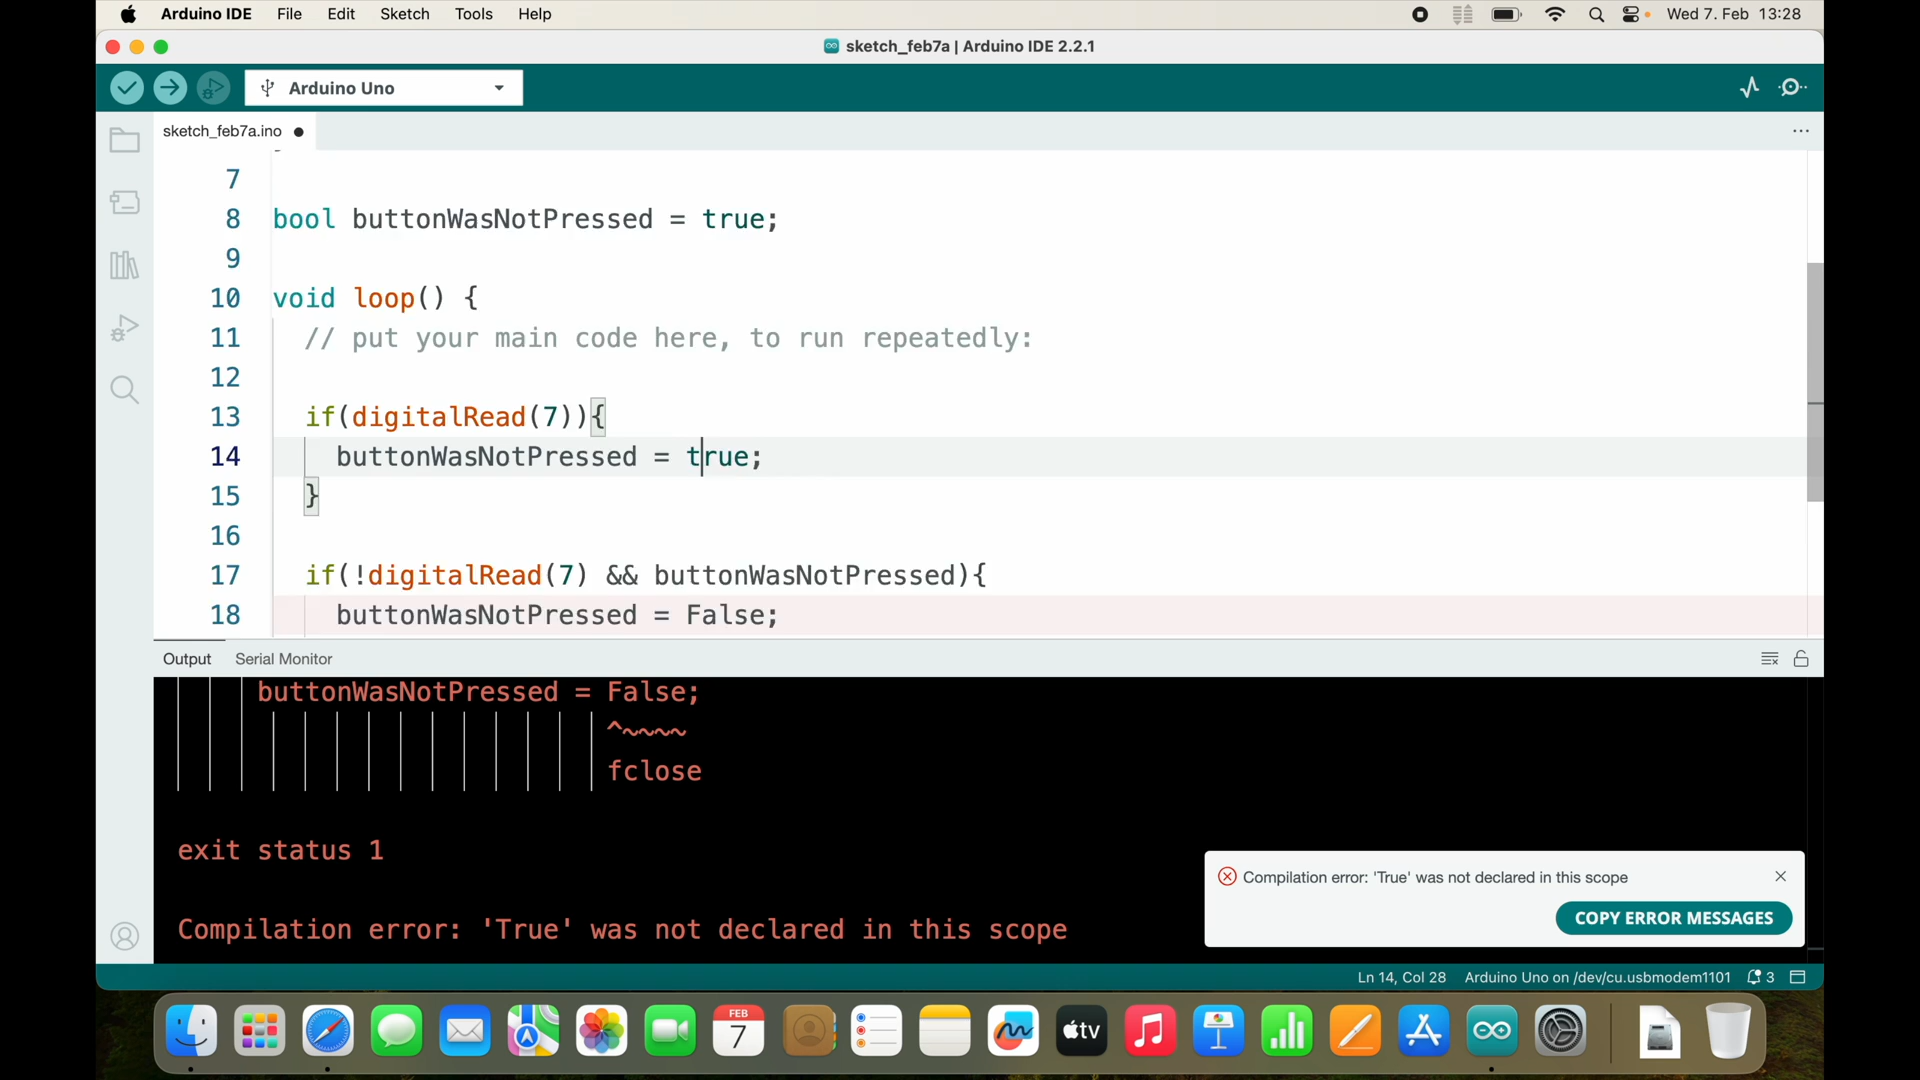 Arduino IDE File Edit Sketch Tools Help Wed 7. Feb 13:28
sketch_feb7a | Arduino IDE 2.2.1
Arduino Uno
sketch_feb7a.ino
7
8 bool buttonWasNotPressed = true;
9
10 void loop() {
11 // put your main code here, to run repeatedly:
12
13 if(digitalRead(7)){
14 buttonWasNotPressed = true;
15 }
16
17 if(!digitalRead(7) && buttonWasNotPressed){
18 buttonWasNotPressed = False;
Output Serial Monitor
buttonWasNotPressed = False;
^~~~~
fclose
exit status 1
Compilation error: 'True' was not declared in this scope
Compilation error: 'True' was not declared in this scope
COPY ERROR MESSAGES
Ln 14, Col 28 Arduino Uno on /dev/cu.usbmodem1101 3
FEB
7
tv